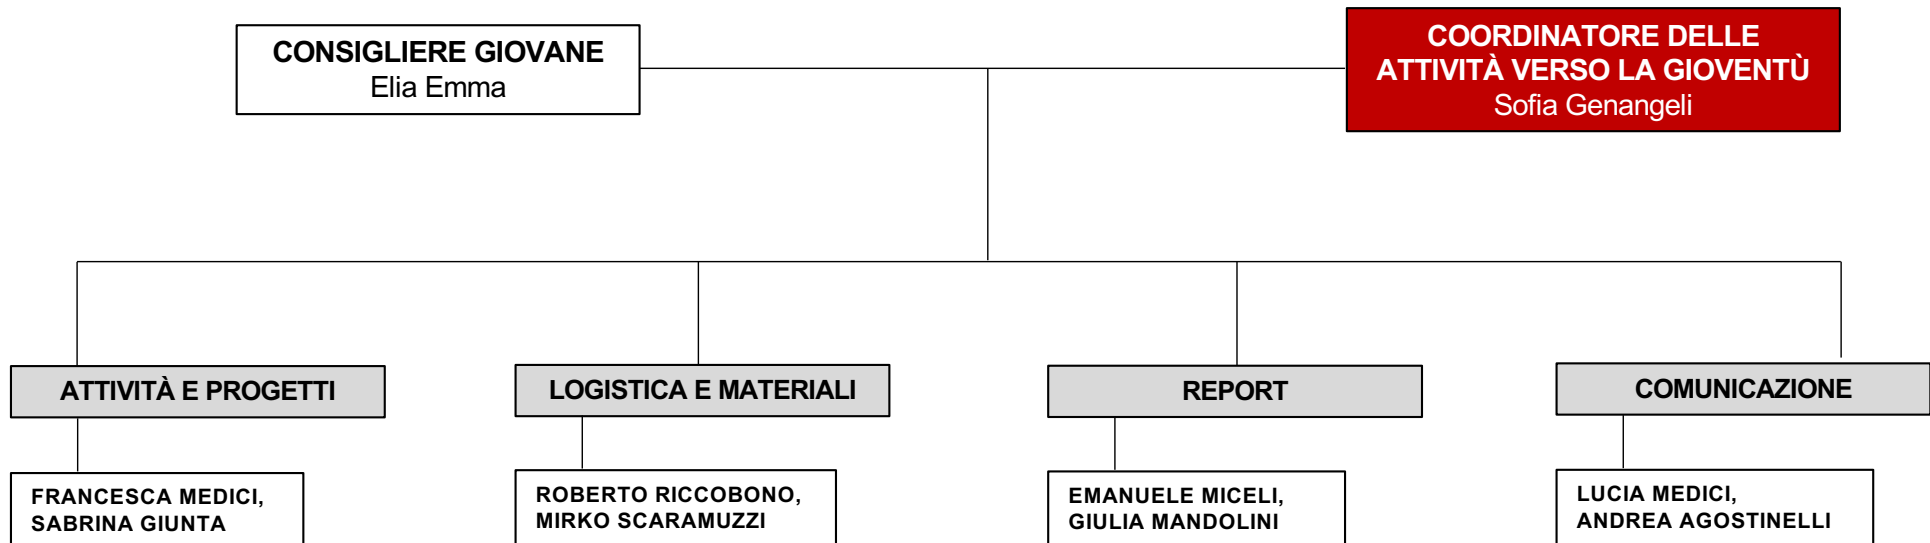 CONSIGLIERE GIOVANE
Elia Emma
COORDINATORE DELLE
ATTIVITÀ VERSO LA GIOVENTÙ
Sofia Genangeli
ATTIVITÀ E PROGETTI
LOGISTICA E MATERIALI
REPORT
COMUNICAZIONE
FRANCESCA MEDICI,
SABRINA GIUNTA
ROBERTO RICCOBONO,
MIRKO SCARAMUZZI
EMANUELE MICELI,
GIULIA MANDOLINI
LUCIA MEDICI,
ANDREA AGOSTINELLI